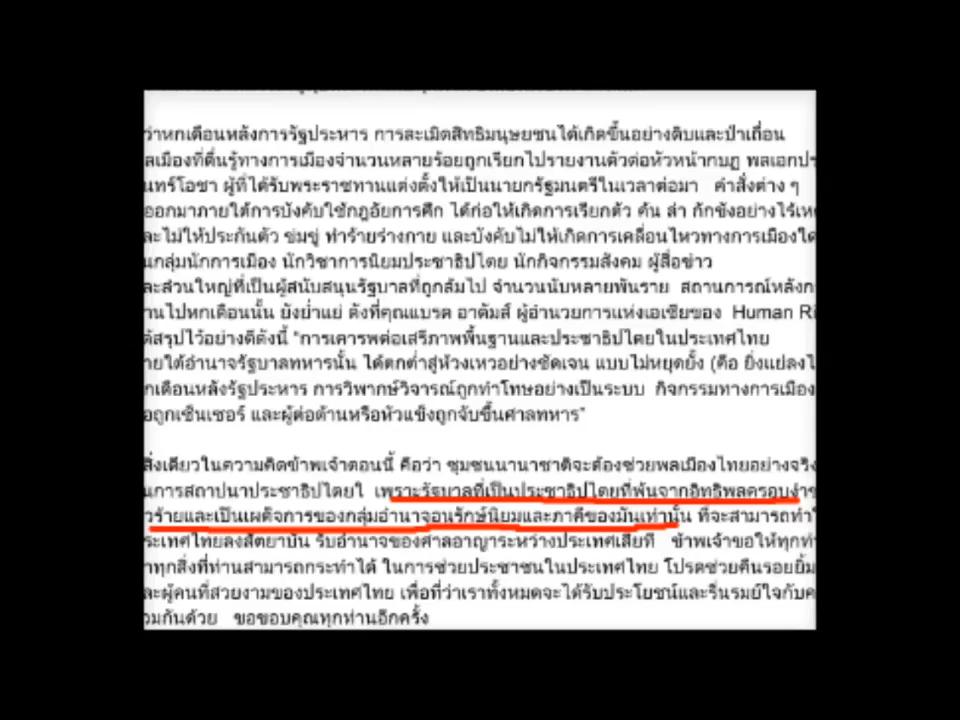 ว่าหกเดือนหลังการรัฐประหาร การละเมิดสิทธิมนุษยชนได้เกิดขึ้นอย่างดิบและป่าเถื่อน
ลเมืองที่ตื่นรู้ทางการเมืองจำนวนหลายร้อยถูกเรียกไปรายงานตัวต่อหัวหน้ากบฏ พลเอกปร
นทร์โอชา ผู้ที่ได้รับพระราชทานแต่งตั้งให้เป็นนายกรัฐมนตรีในเวลาต่อมา คำสั่งต่าง ๆ
ออกมาภายใต้การบังคับใช้กฎอัยการศึก ได้ก่อให้เกิดการเรียกตัว ค้น ล่า กักขังอย่างไร้เหต
ละไม่ให้ประกันตัว ข่มขู่ ทำร้ายร่างกาย และบังคับไม่ให้เกิดการเคลื่อนไหวทางการเมืองใด
นกลุ่มนักการเมือง นักวิชาการนิยมประชาธิปไตย นักกิจกรรมสังคม ผู้สื่อข่าว
ละส่วนใหญ่ที่เป็นผู้สนับสนุนรัฐบาลที่ถูกล้มไป จำนวนนับหลายพันราย สถานการณ์หลังก
านไปหกเดือนนั้น ยังย่ำแย่ ดังที่คุณแบรด อาดัมส์ ผู้อำนวยการแห่งเอเซียของ Human Ri
ด้สรุปไว้อย่างดีดังนี้ "การเคารพต่อเสรีภาพพื้นฐานและประชาธิปไตยในประเทศไทย
ายใต้อำนาจรัฐบาลทหารนั้น ได้ตกต่ำสู่ห้วงเหวอย่างชัดเจน แบบไม่หยุดยั้ง (คือ ยิ่งแย่ลงไ
กเดือนหลังรัฐประหาร การวิพากษ์วิจารณ์ถูกทำโทษอย่างเป็นระบบ กิจกรรมทางการเมือง
อถูกเซ็นเซอร์ และผู้ต่อต้านหรือหัวแข็งถูกจับขึ้นศาลทหาร"
สิ่งเดียวในความคิดข้าพเจ้าตอนนี้ คือว่า ชุมชนนานาชาติจะต้องช่วยพลเมืองไทยอย่างจริง
นการสถาปนาประชาธิปไตยใ เพราะรัฐบาลที่เป็นประชาธิปไตยที่พ้นจากอิทธิพลครอบงำข
วร้ายและเป็นเผด็จการของกลุ่มอำนาจอนุรักษ์นิยมและภาคีของมันเท่านั้น ที่จะสามารถทำใ
ระเทศไทยลงสัตยาบัน รับอำนาจของศาลอาญาระหว่างประเทศเสียที ข้าพเจ้าขอให้ทุกท่า
าทุกสิ่งที่ท่านสามารถกระทำได้ ในการช่วยประชาชนในประเทศไทย โปรดช่วยคืนรอยยิ้ม
ละผู้คนที่สวยงามของประเทศไทย เพื่อที่ว่าเราทั้งหมดจะได้รับประโยชน์และรื่นรมย์ใจกับค
วมกันด้วย ขอขอบคุณทุกท่านอีกครั้ง